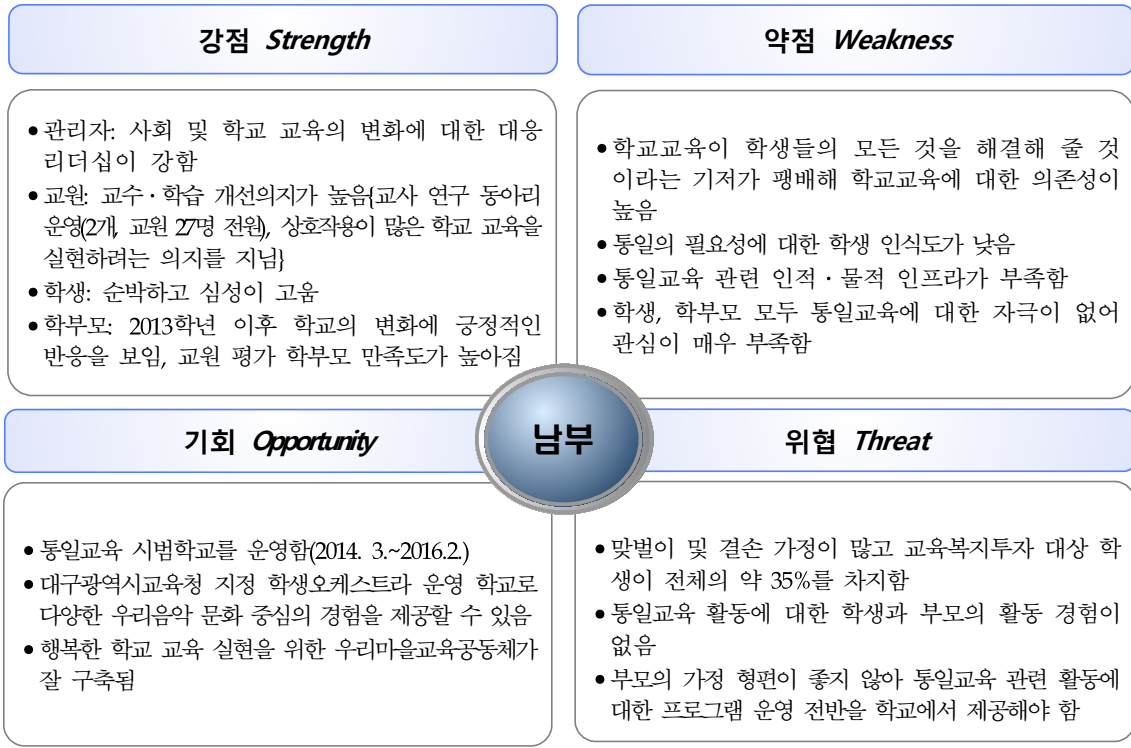 강점 Strength
• 관리자: 사회 및 학교 교육의 변화에 대한 대응
리더십이 강함
• 교원: 교수·학습 개선의지가 높음{교사 연구 동아리
운영(2개, 교원 27명 전원), 상호작용이 많은 학교 교육을
실현하려는 의지를 지님}
• 학생: 순박하고 심성이 고움
• 학부모: 2013학년 이후 학교의 변화에 긍정적인
반응을 보임, 교원 평가 학부모 만족도가 높아짐
약점 Weakness
• 학교교육이 학생들의 모든 것을 해결해 줄 것
이라는 기저가 팽배해 학교교육에 대한 의존성이
높음
• 통일의 필요성에 대한 학생 인식도가 낮음
• 통일교육 관련 인적·물적 인프라가 부족함
• 학생, 학부모 모두 통일교육에 대한 자극이 없어
관심이 매우 부족함
남부
기회 Opportunity
• 통일교육 시범학교를 운영함(2014. 3.~2016.2.)
• 대구광역시교육청 지정 학생오케스트라 운영 학교로
다양한 우리음악 문화 중심의 경험을 제공할 수 있음
• 행복한 학교 교육 실현을 위한 우리마을교육공동체가
잘 구축됨
위협 Threat
• 맞벌이 및 결손 가정이 많고 교육복지투자 대상 학
생이 전체의 약 35%를 차지함
• 통일교육 활동에 대한 학생과 부모의 활동 경험이
없음
• 부모의 가정 형편이 좋지 않아 통일교육 관련 활동에
대한 프로그램 운영 전반을 학교에서 제공해야 함